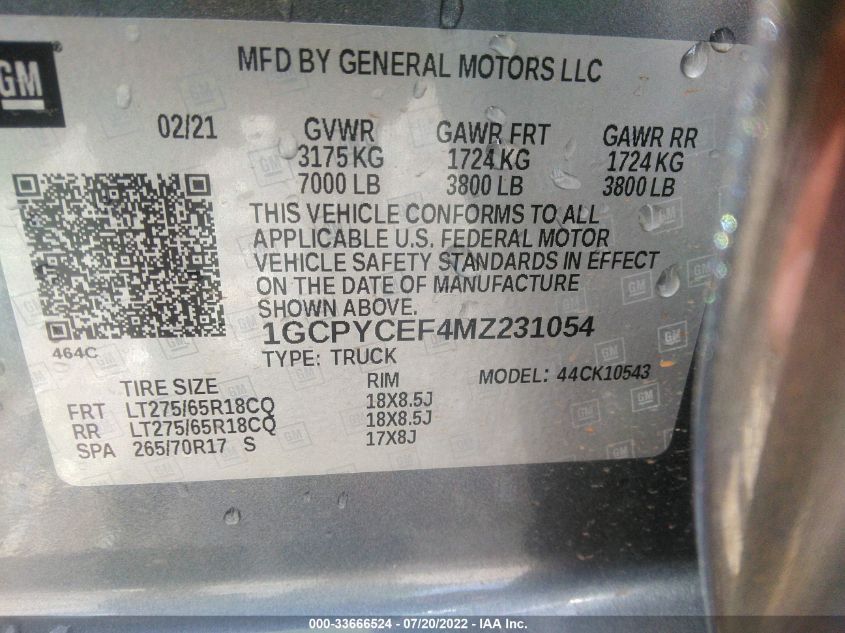 GM
MFD BY GENERAL MOTORS LLC
02/21 GVWR GAWR FRT GAWR RR
3175 KG 1724 KG 1724 KG
7000 LB 3800 LB 3800 LB
THIS VEHICLE CONFORMS TO ALL
APPLICABLE U.S. FEDERAL MOTOR
VEHICLE SAFETY STANDARDS IN EFFECT
ON THE DATE OF MANUFACTURE
SHOWN ABOVE.
464C
1GCPYCEF4MZ231054
TYPE: TRUCK
MODEL: 44CK10543
TIRE SIZE RIM
FRT LT275/65R18CQ 18X8.5J
RR LT275/65R18CQ 18X8.5J
SPA 265/70R17 S 17X8J
000-33666524 / 07/20/2022 - IAA Inc.